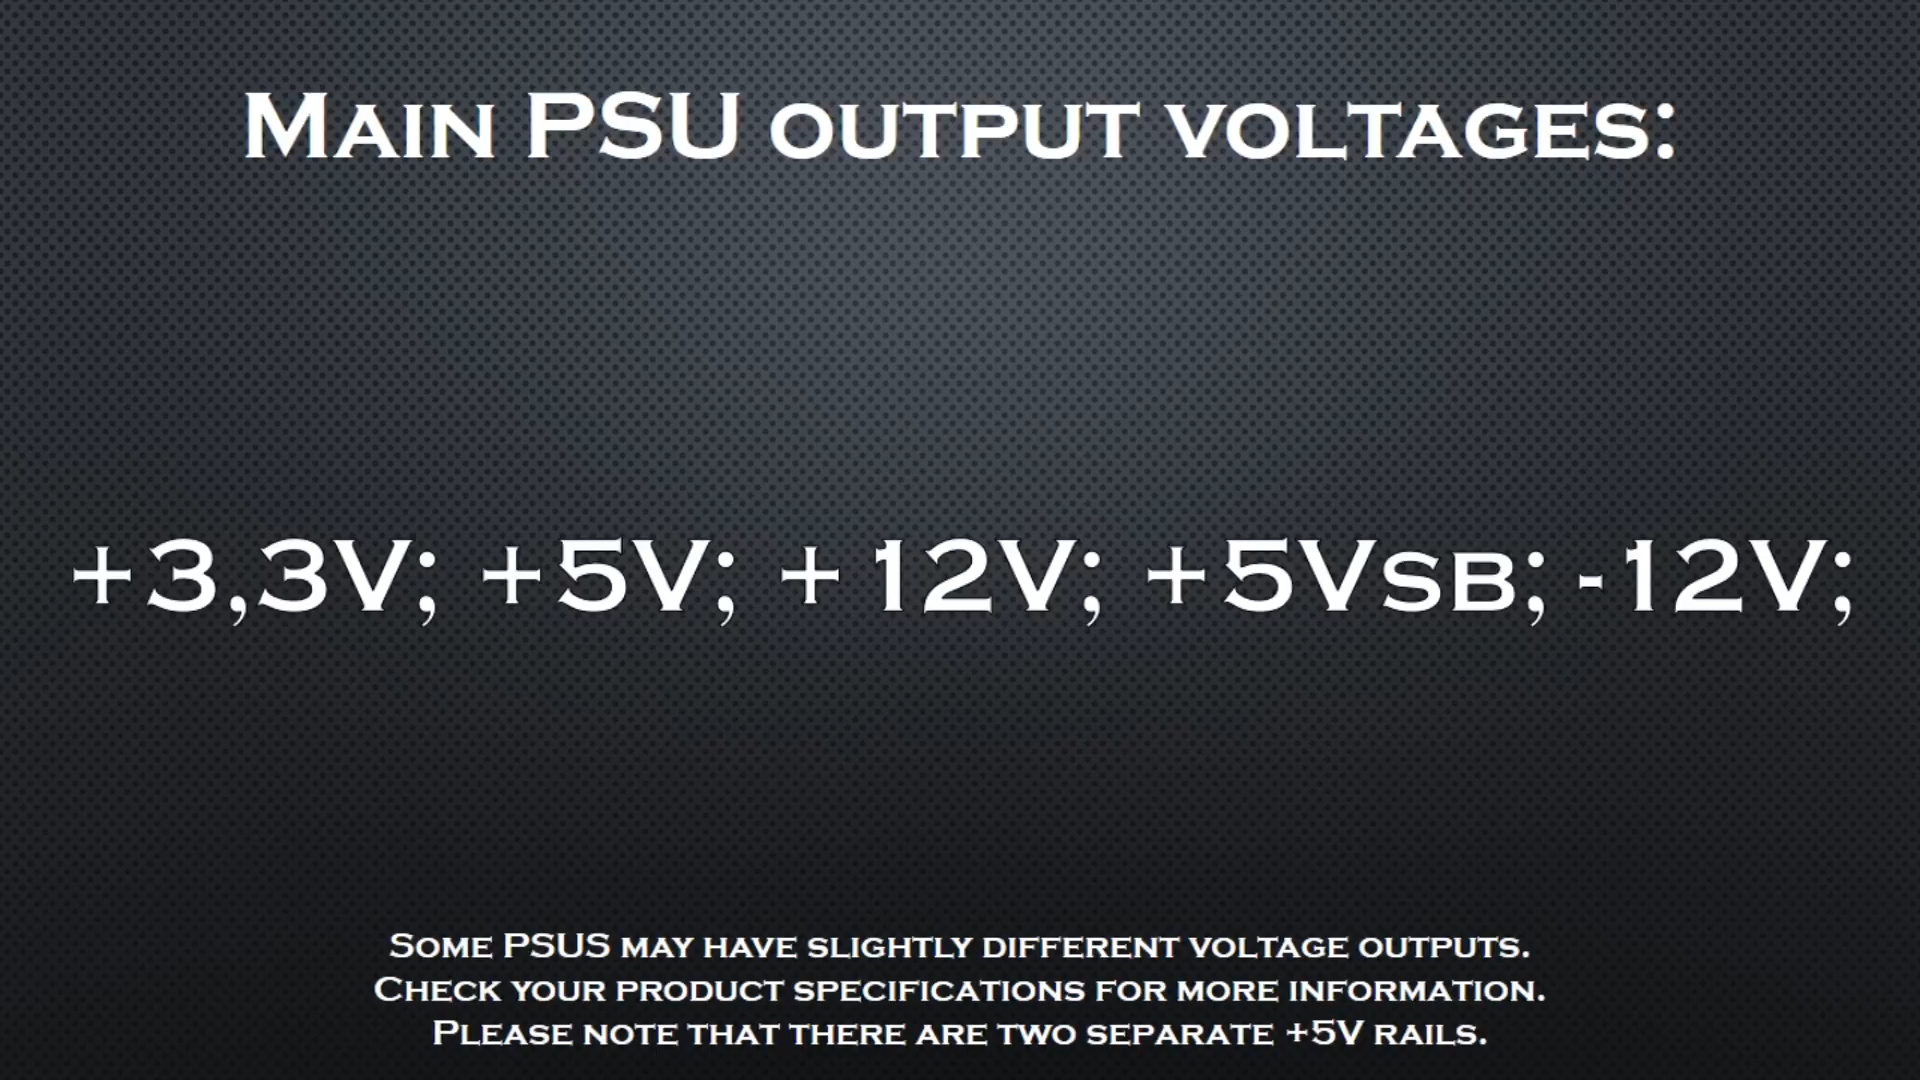 Main PSU output voltages:
+3,3V; +5V; +12V; +5Vsb; -12V;
Some PSUs may have slightly different voltage outputs.
Check your product specifications for more information.
Please note that there are two separate +5V rails.